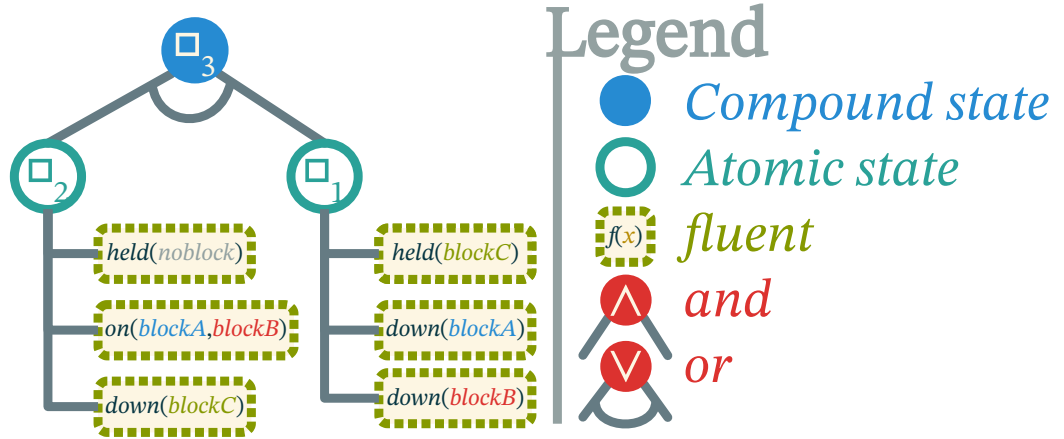 □3
□2
□1
held(noblock)
on(blockA,blockB)
down(blockC)
held(blockC)
down(blockA)
down(blockB)
Legend
Compound state
Atomic state
f(x) fluent
∧ and
∨ or